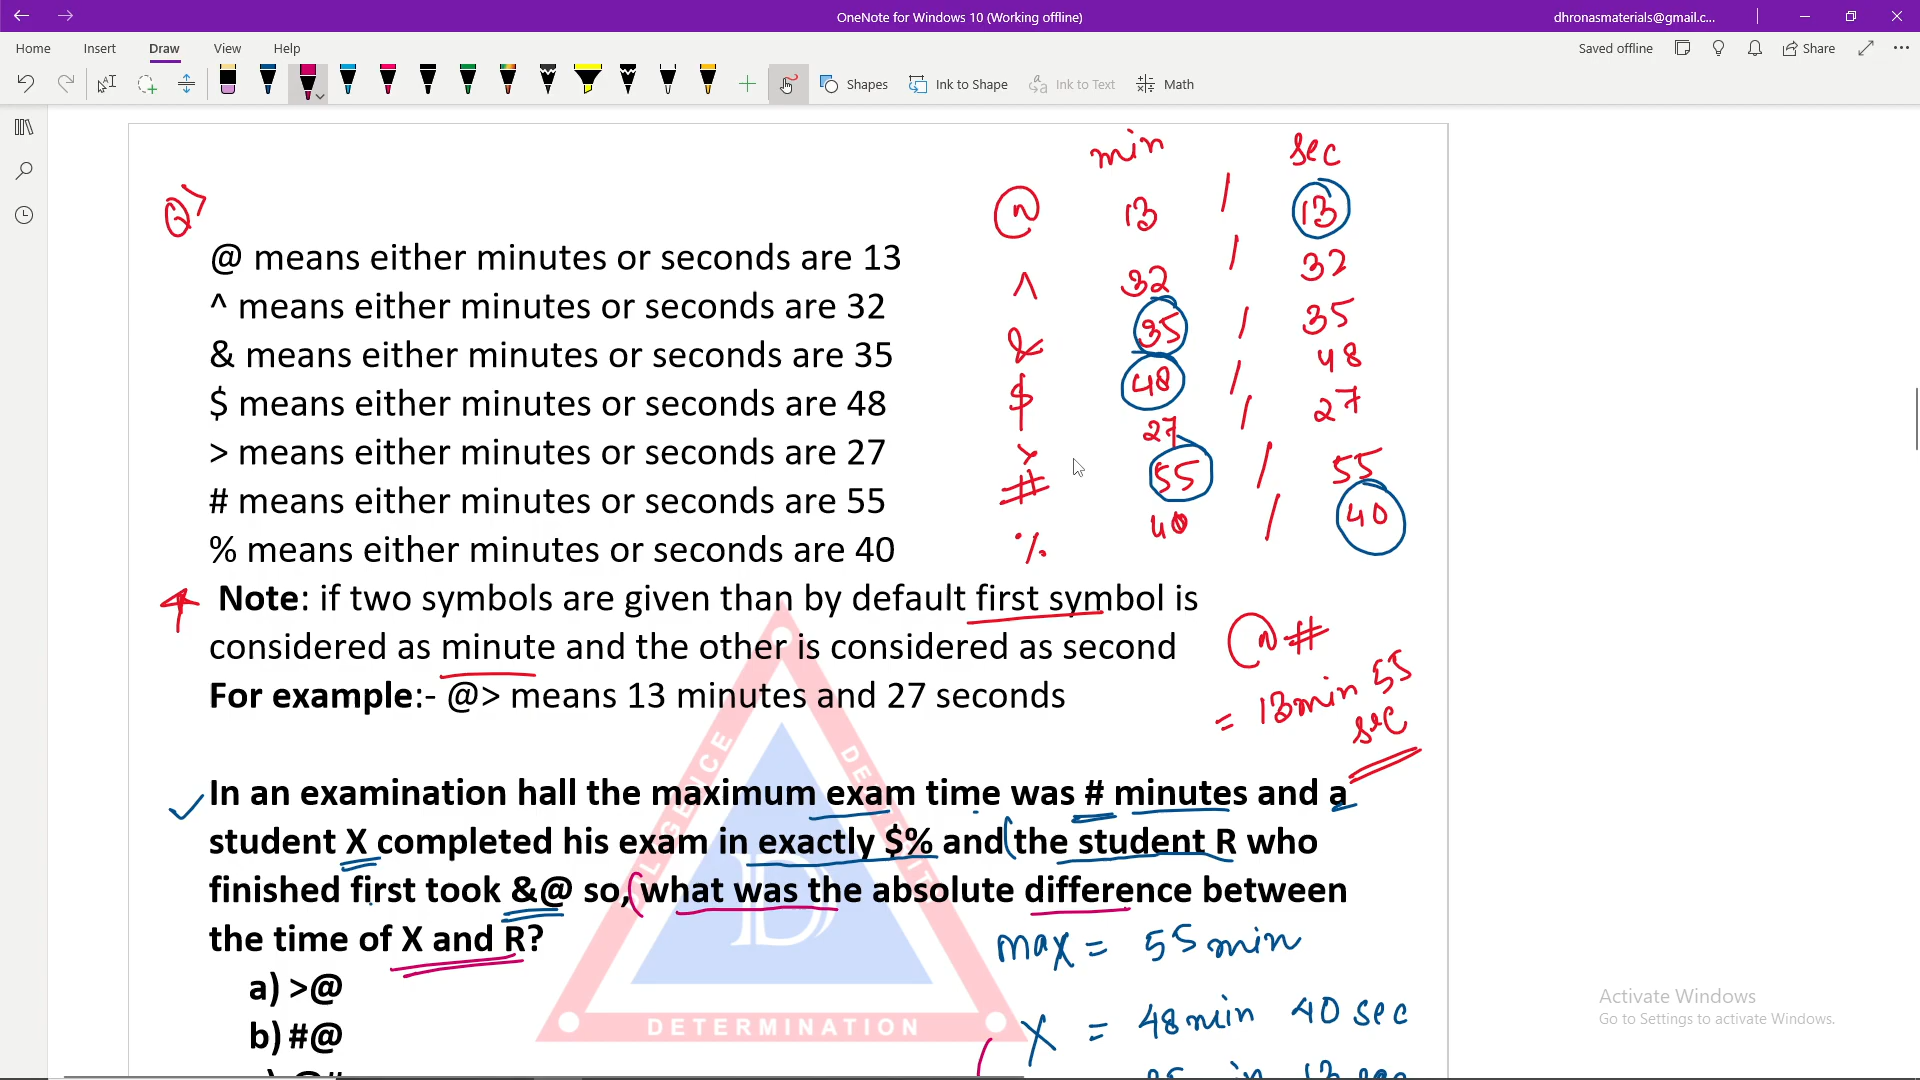 OneNote for Windows 10 (Working offline)
dhronasmaterials@gmail.c...
Home Insert Draw View Help
Saved offline Share
Shapes Ink to Shape Ink to Text Math
min sec
Q>
@ 13 / 13
^ 32 / 32
& 35 / 35
$ 48 / 48
> 27 / 27
# 55 / 55
% 40 / 40
@ means either minutes or seconds are 13
^ means either minutes or seconds are 32
& means either minutes or seconds are 35
$ means either minutes or seconds are 48
> means either minutes or seconds are 27
# means either minutes or seconds are 55
% means either minutes or seconds are 40
Note: if two symbols are given than by default first symbol is
considered as minute and the other is considered as second
For example:- @> means 13 minutes and 27 seconds
@#
= 13min 55
sec
In an examination hall the maximum exam time was # minutes and a
student X completed his exam in exactly $% and the student R who
finished first took &@ so, what was the absolute difference between
the time of X and R?
a) >@
b) #@
max = 55 min
X = 48min 40 sec
D
DETERMINATION
Activate Windows
Go to Settings to activate Windows.